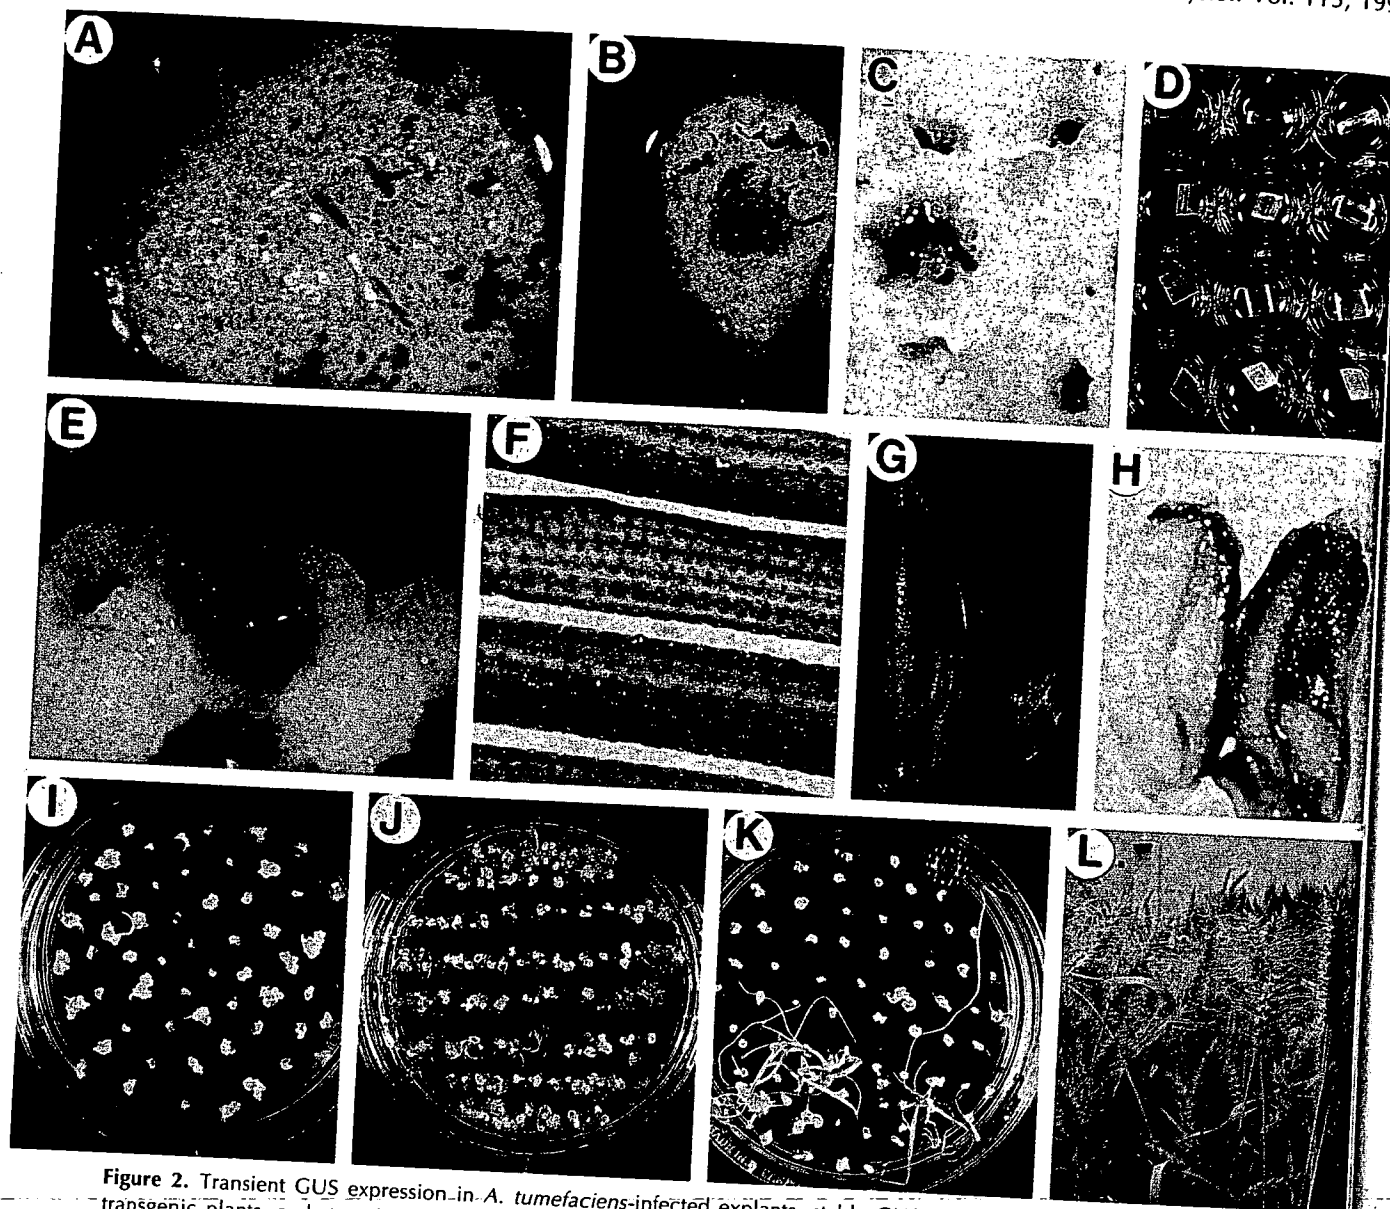 Vol. 115, 199
A
B
C
D
E
F
G
H
I
J
K
L
Figure 2. Transient GUS expression in A. tumefaciens-infected explants,
transgenic plants,